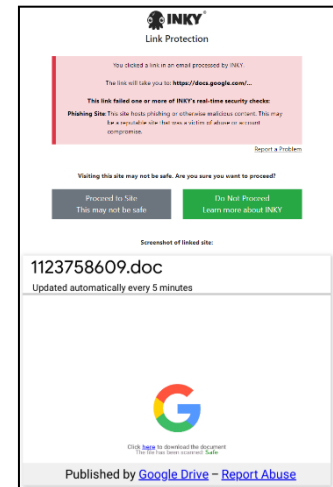 INKY®
Link Protection
You clicked a link in an email processed by INKY.
The link will take you to: https://docs.google.com/...
This link failed one or more of INKY's real-time security checks:
Phishing Site: This site hosts phishing or otherwise malicious content. This may
be a reputable site that was a victim of abuse or account
compromise.
Report a Problem
Visiting this site may not be safe. Are you sure you want to proceed?
Proceed to Site
This may not be safe
Do Not Proceed
Learn more about INKY
Screenshot of linked site:
1123758609.doc
Updated automatically every 5 minutes
Click here to download the document
The file has been scanned: Safe
Published by Google Drive – Report Abuse